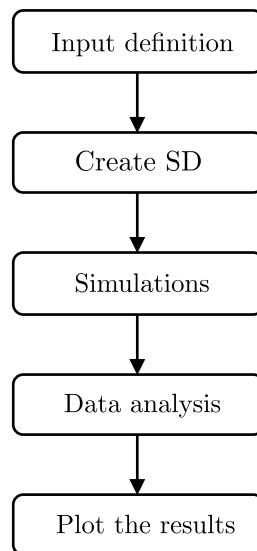 Input definition
Create SD
Simulations
Data analysis
Plot the results